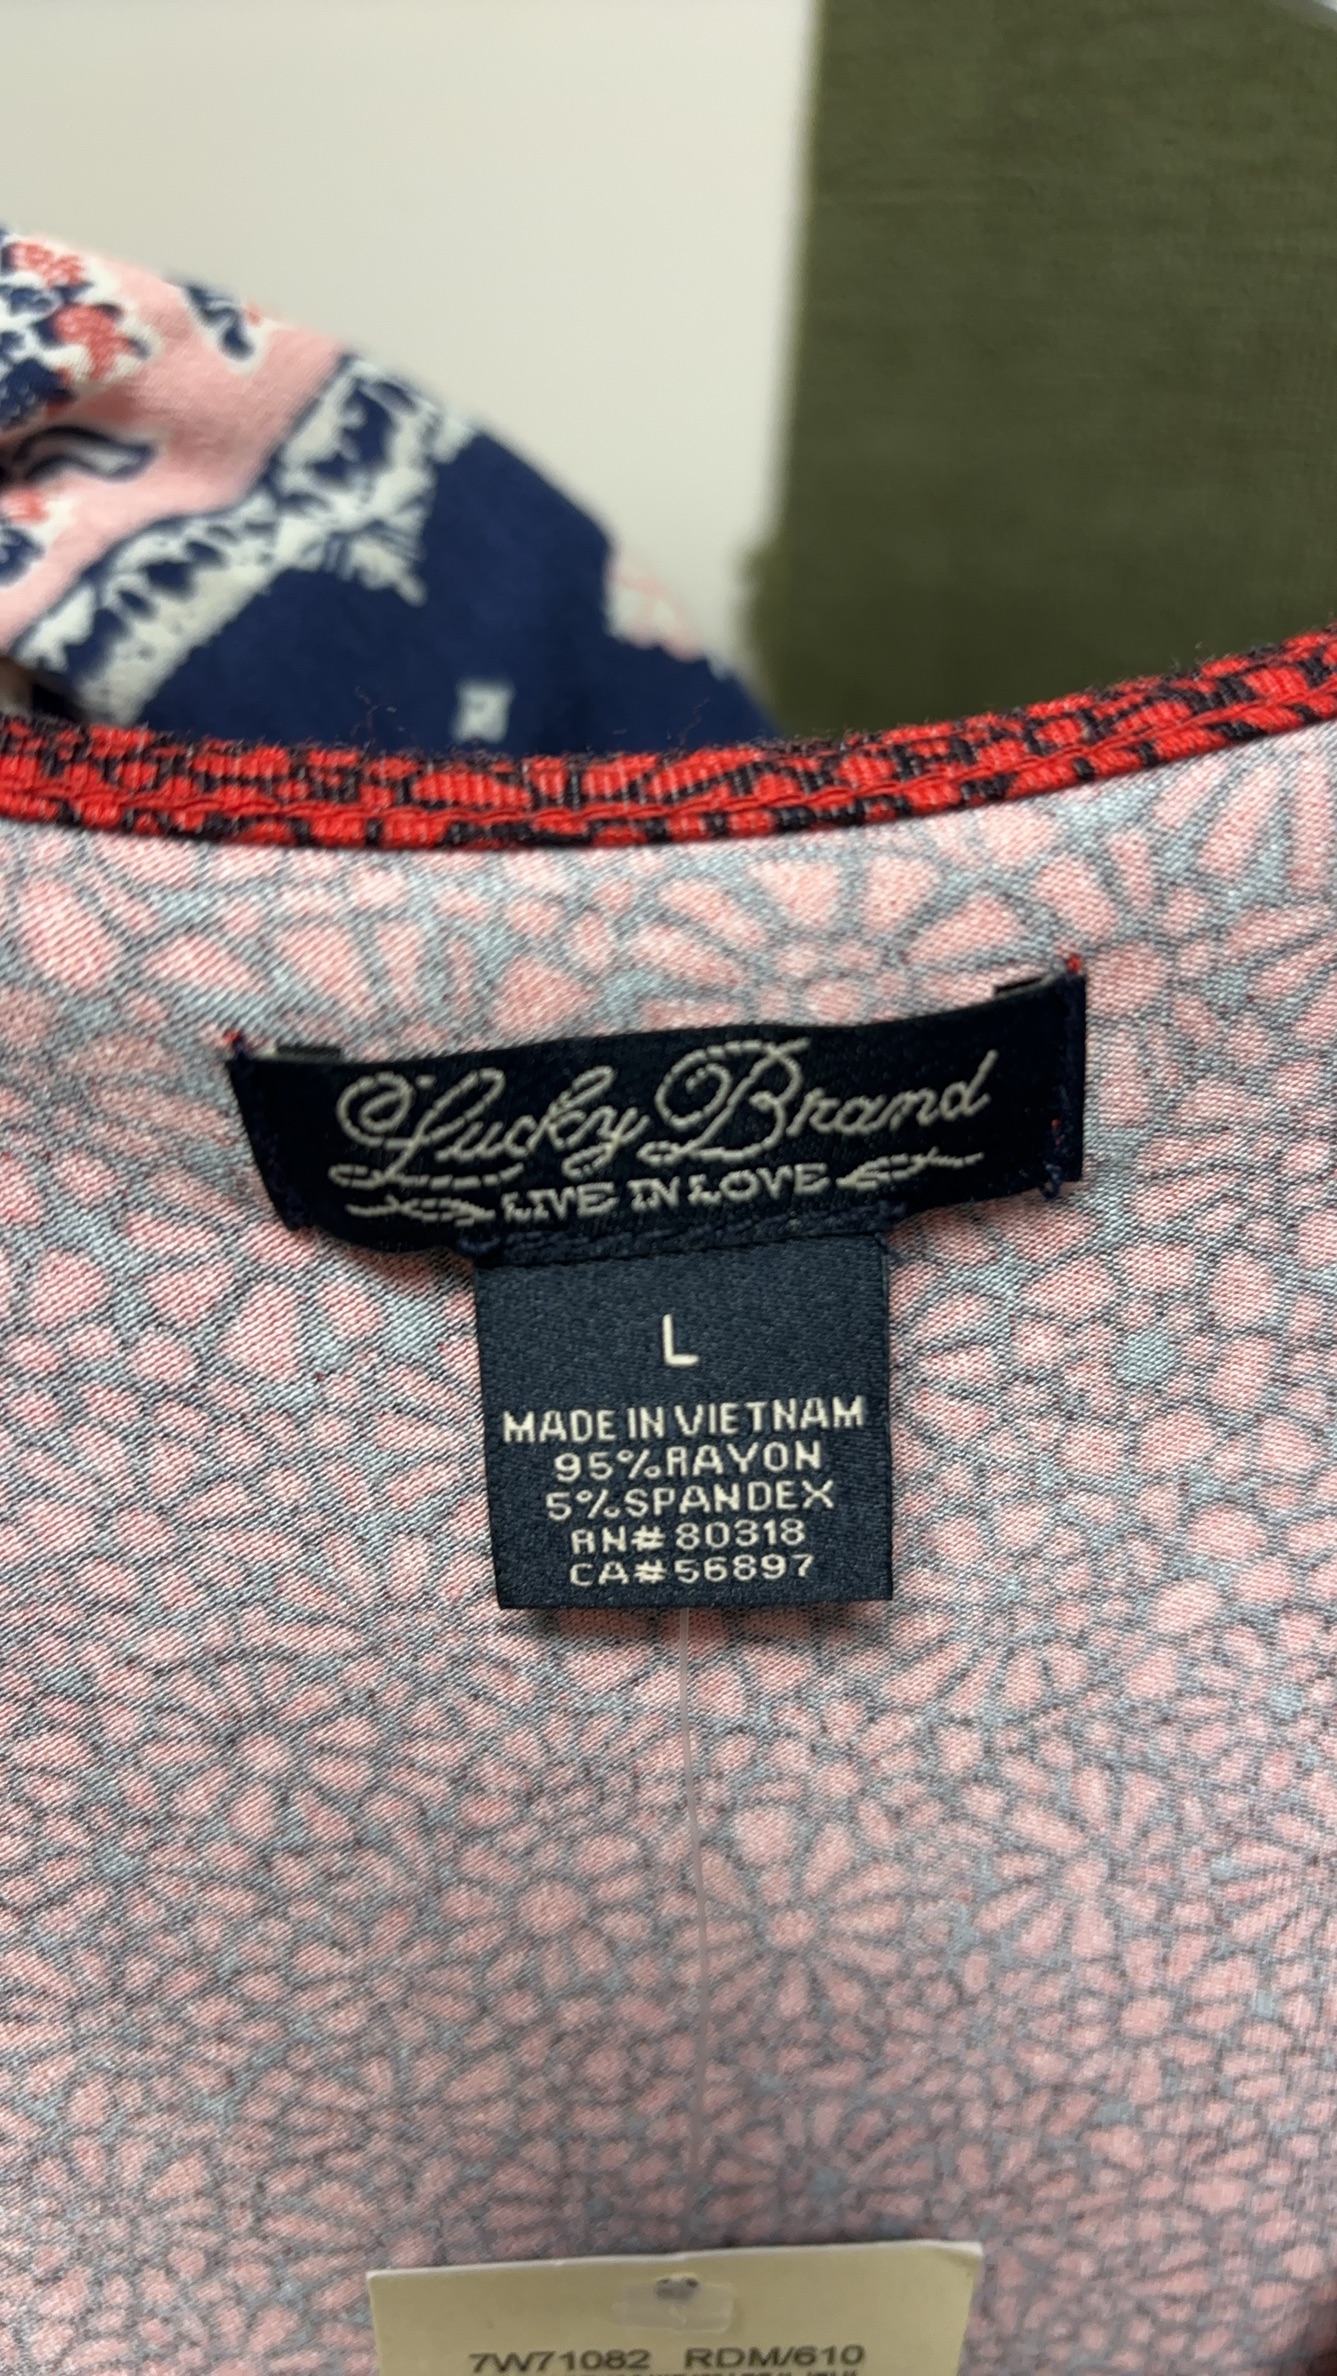 Lucky Brand
LIVE IN LOVE
L
MADE IN VIETNAM
95% RAYON
5% SPANDEX
RN# 80318
CA# 56897
7W71082 RDM/610